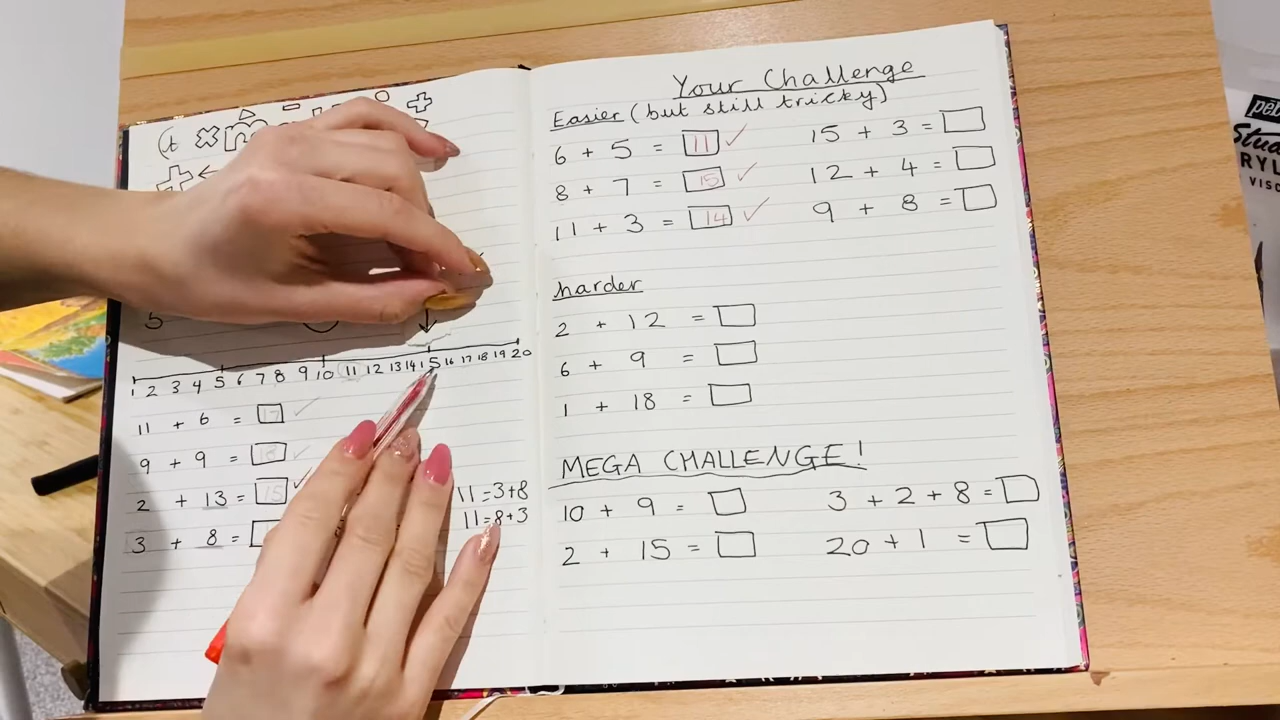 5
1 2 3 4 5 6 7 8 9 10 11 12 13 14 15 16 17 18 19 20
11 + 6 = 17 ✓
9 + 9 = 18 ✓
2 + 13 = 15 ✓
3 + 8 =
11 = 3+8
11 = 8+3
Your Challenge
Easier (but still tricky)
6 + 5 = 11 ✓
8 + 7 = 15 ✓
11 + 3 = 14 ✓
15 + 3 =
12 + 4 =
9 + 8 =
harder
2 + 12 =
6 + 9 =
1 + 18 =
MEGA CHALLENGE!
10 + 9 =
2 + 15 =
3 + 2 + 8 =
20 + 1 =